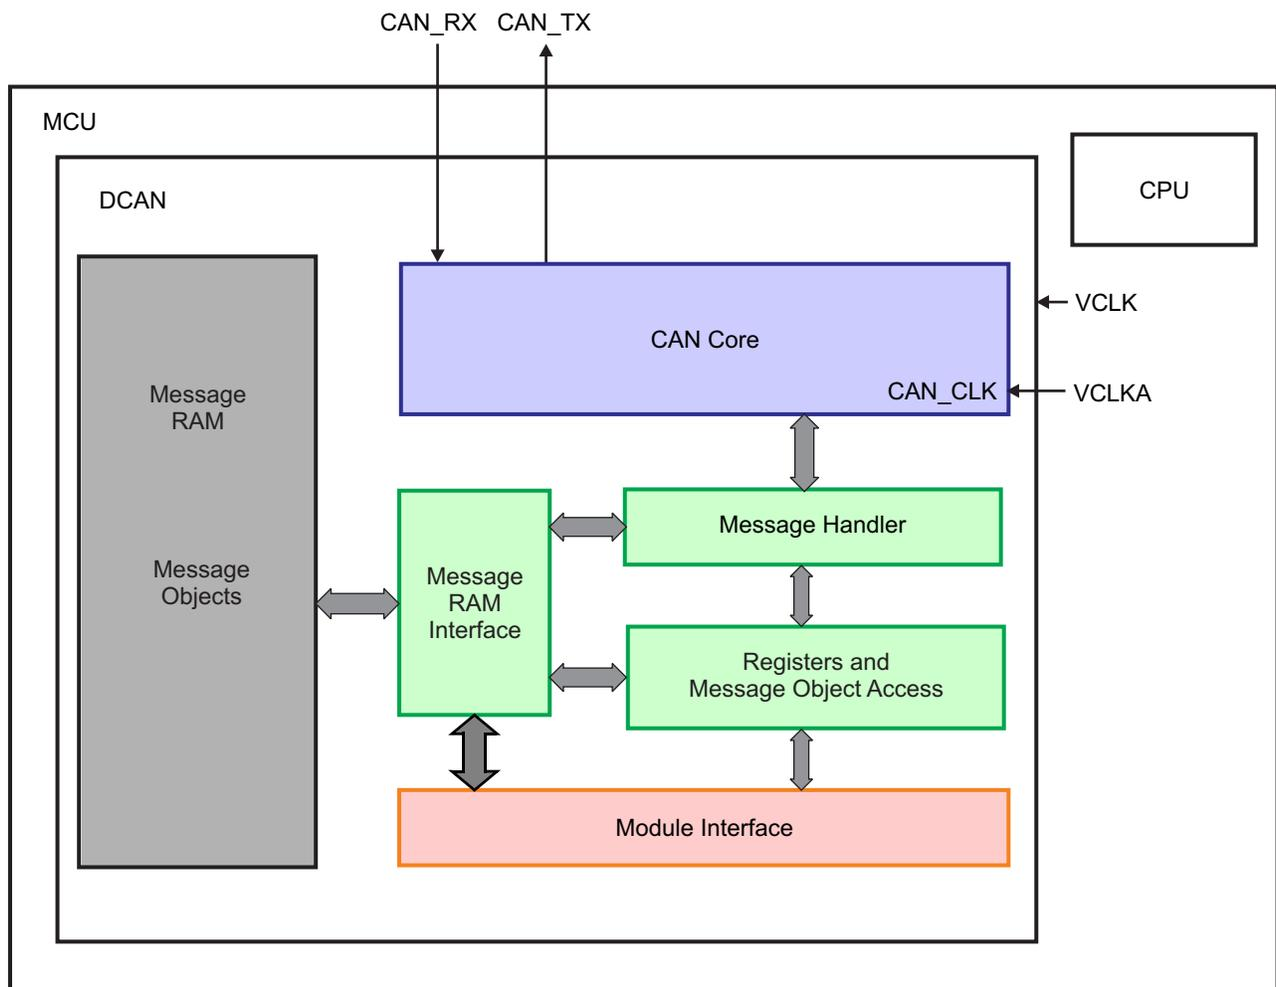 CAN_RX CAN_TX
MCU
DCAN
CPU
VCLK
CAN Core
CAN_CLK
VCLKA
Message
RAM
Message Handler
Message
Objects
Message
RAM
Interface
Registers and
Message Object Access
Module Interface